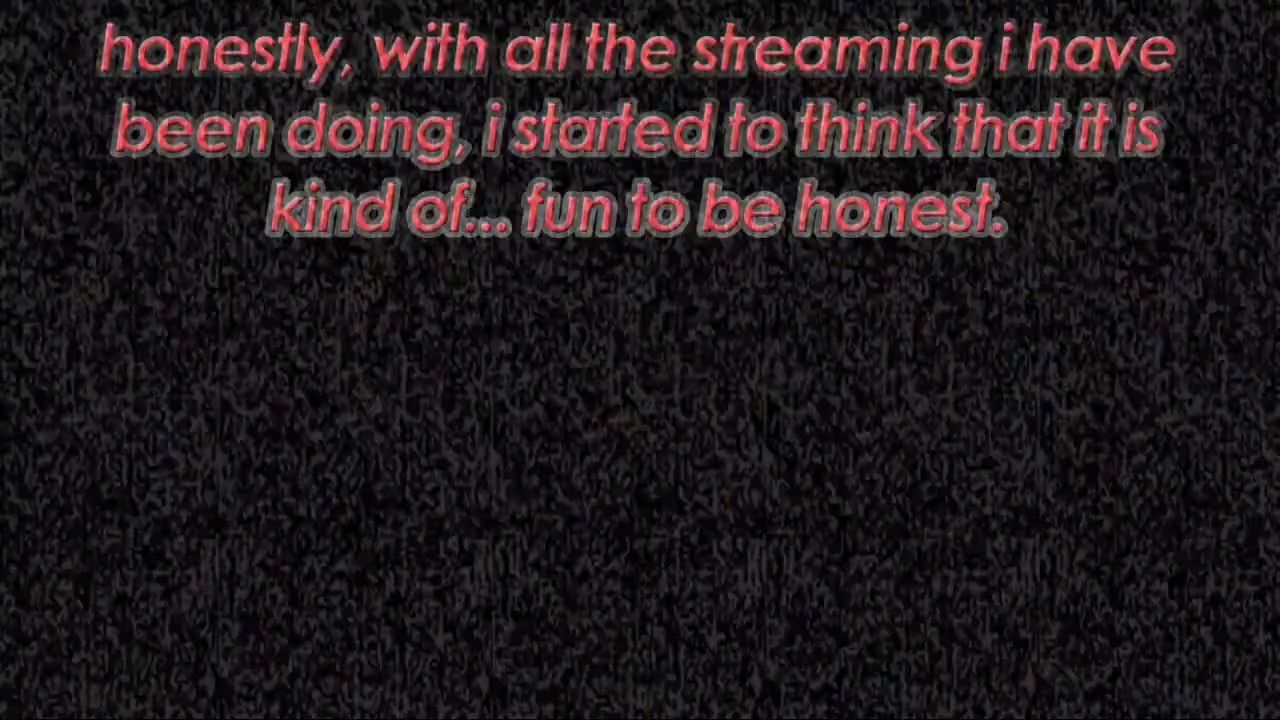 honestly, with all the streaming i have
been doing, i started to think that it is
kind of... fun to be honest.